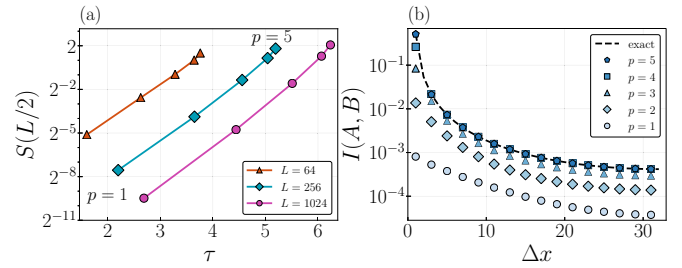 (a)
(b)
S(L/2)
2
2⁻²
2⁻⁵
2⁻⁸
2⁻¹¹
p = 5
p = 1
L = 64
L = 256
L = 1024
2 3 4 5 6
τ
I(A, B)
10⁻¹
10⁻²
10⁻³
10⁻⁴
exact
p = 5
p = 4
p = 3
p = 2
p = 1
0 10 20 30
Δx